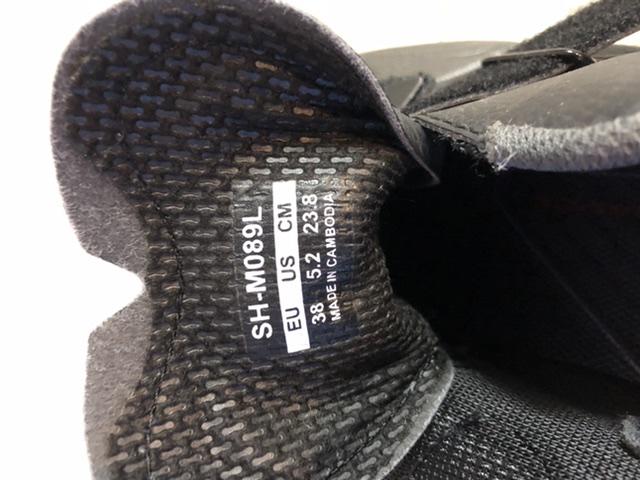 SH-M089L
EU US CM
38 5.2 23.8
MADE IN CAMBODIA